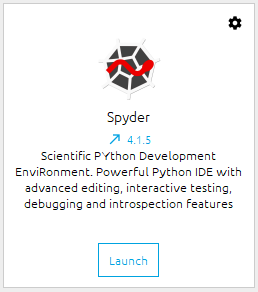 Spyder
4.1.5
Scientific PYthon Development
EnviRonment. Powerful Python IDE with
advanced editing, interactive testing,
debugging and introspection features
Launch